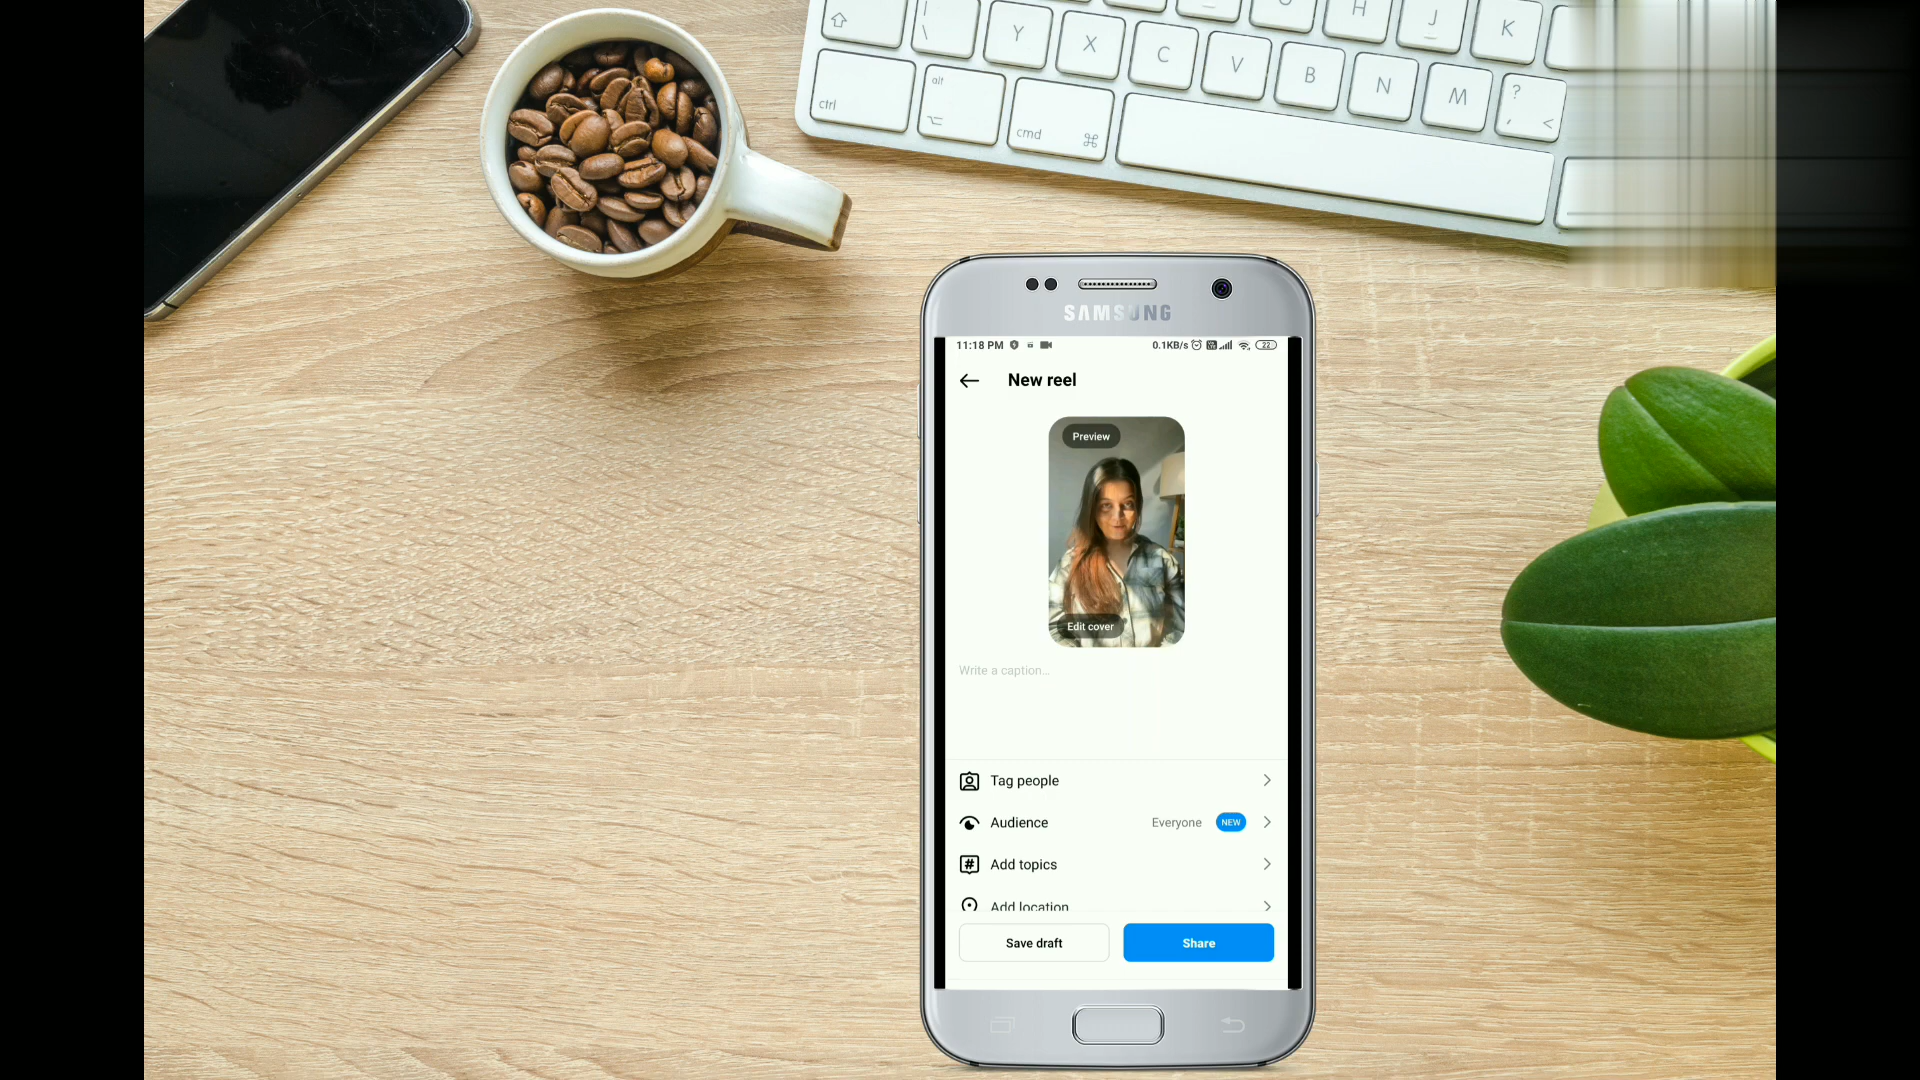 H
J
K
Y
X
C
V
B
N
M
?
,
<
alt
ctrl
cmd
SAMSUNG
11:18 PM
0.1KB/s
22
New reel
Preview
Edit cover
Write a caption...
Tag people
Audience
Everyone
NEW
Add topics
Add location
Save draft
Share